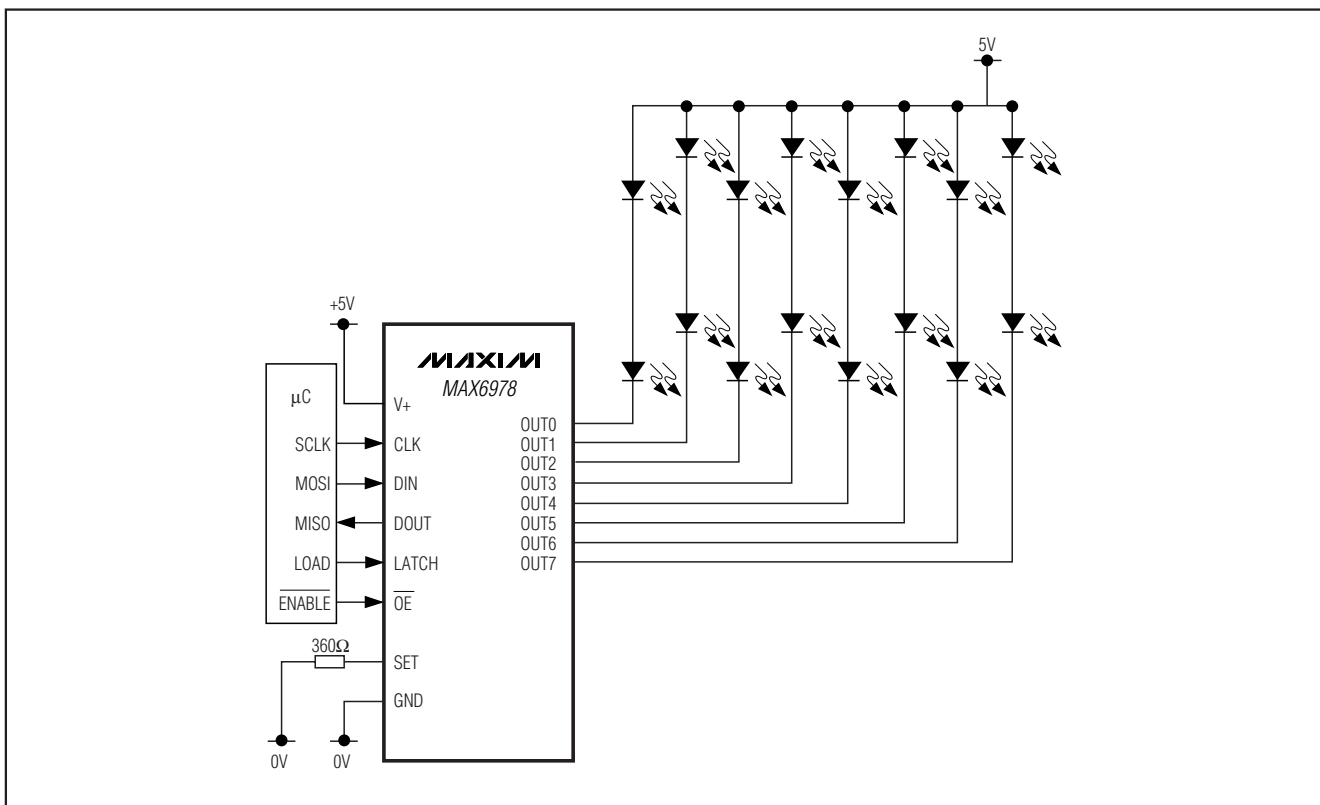 5V
+5V
MAXIM
MAX6978
μC
V+
OUT0
SCLK
CLK
OUT1
OUT2
MOSI
DIN
OUT3
OUT4
MISO
DOUT
OUT5
OUT6
LOAD
LATCH
OUT7
ENABLE
OE
360Ω
SET
GND
0V
0V